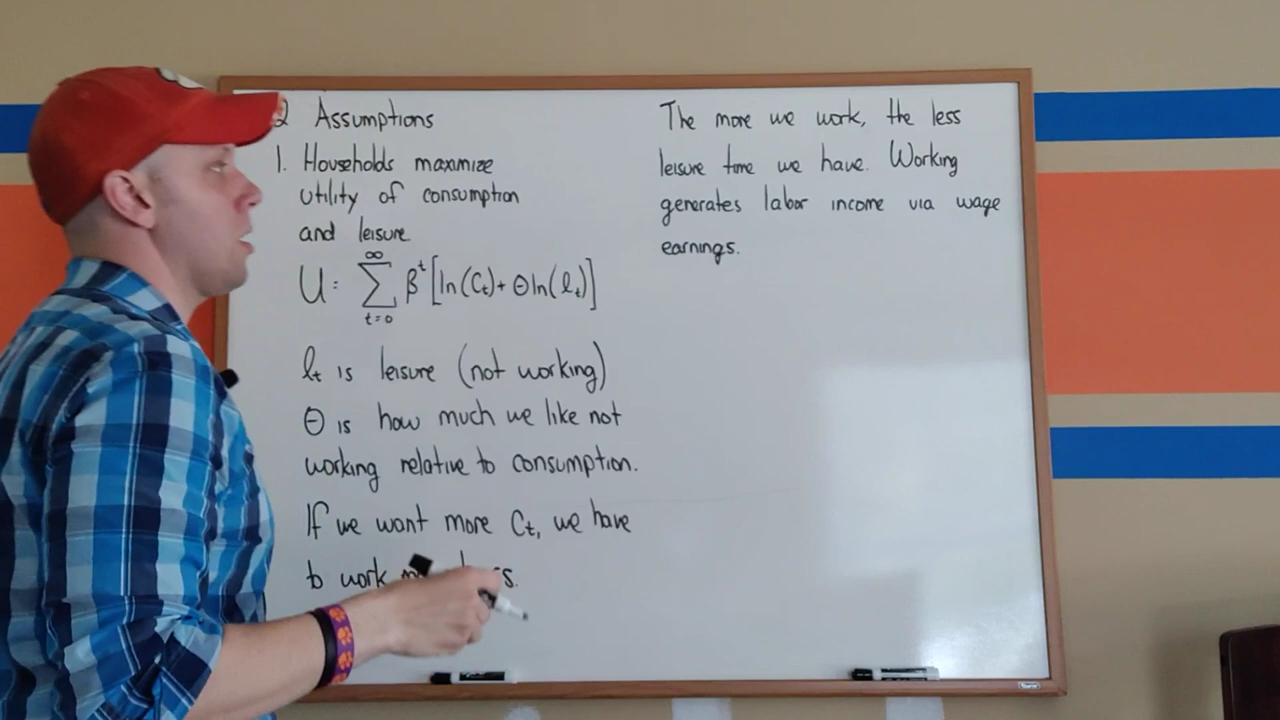 2 Assumptions
1. Households maximize
utility of consumption
and leisure
U = ∑_{t=0}^{∞} β^t [ln(C_t) + θ ln(ℓ_t)]
ℓ_t is leisure (not working)
θ is how much we like not
working relative to consumption.
If we want more C_t, we have
to work
The more we work, the less
leisure time we have. Working
generates labor income via wage
earnings.